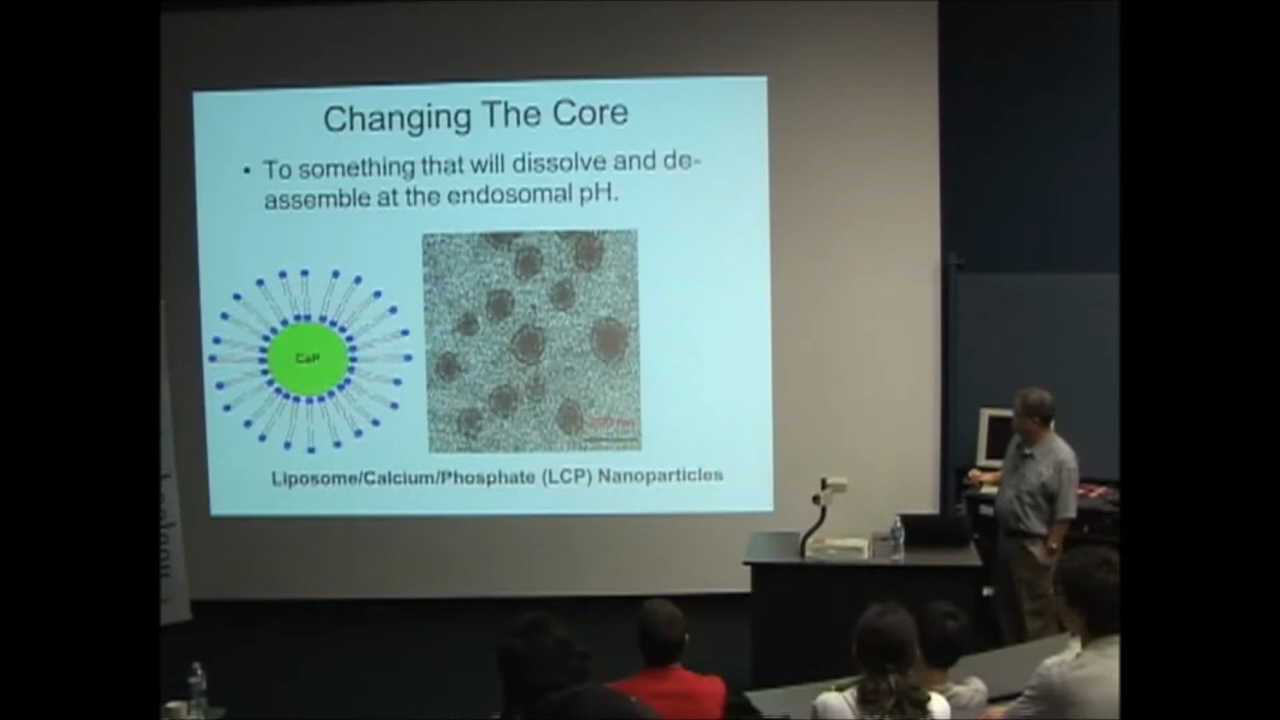 Changing The Core
• To something that will dissolve and de-
assemble at the endosomal pH.
CaP
Liposome/Calcium/Phosphate (LCP) Nanoparticles